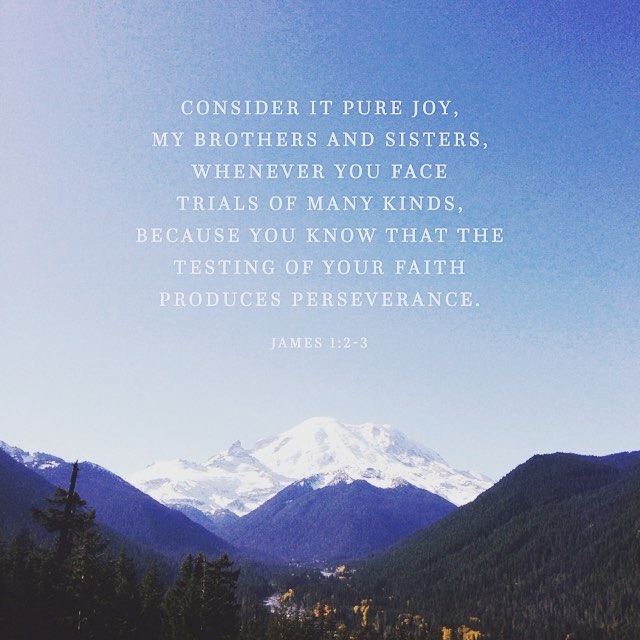 CONSIDER IT PURE JOY,
MY BROTHERS AND SISTERS,
WHENEVER YOU FACE
TRIALS OF MANY KINDS,
BECAUSE YOU KNOW THAT THE
TESTING OF YOUR FAITH
PRODUCES PERSEVERANCE.
JAMES 1:2-3